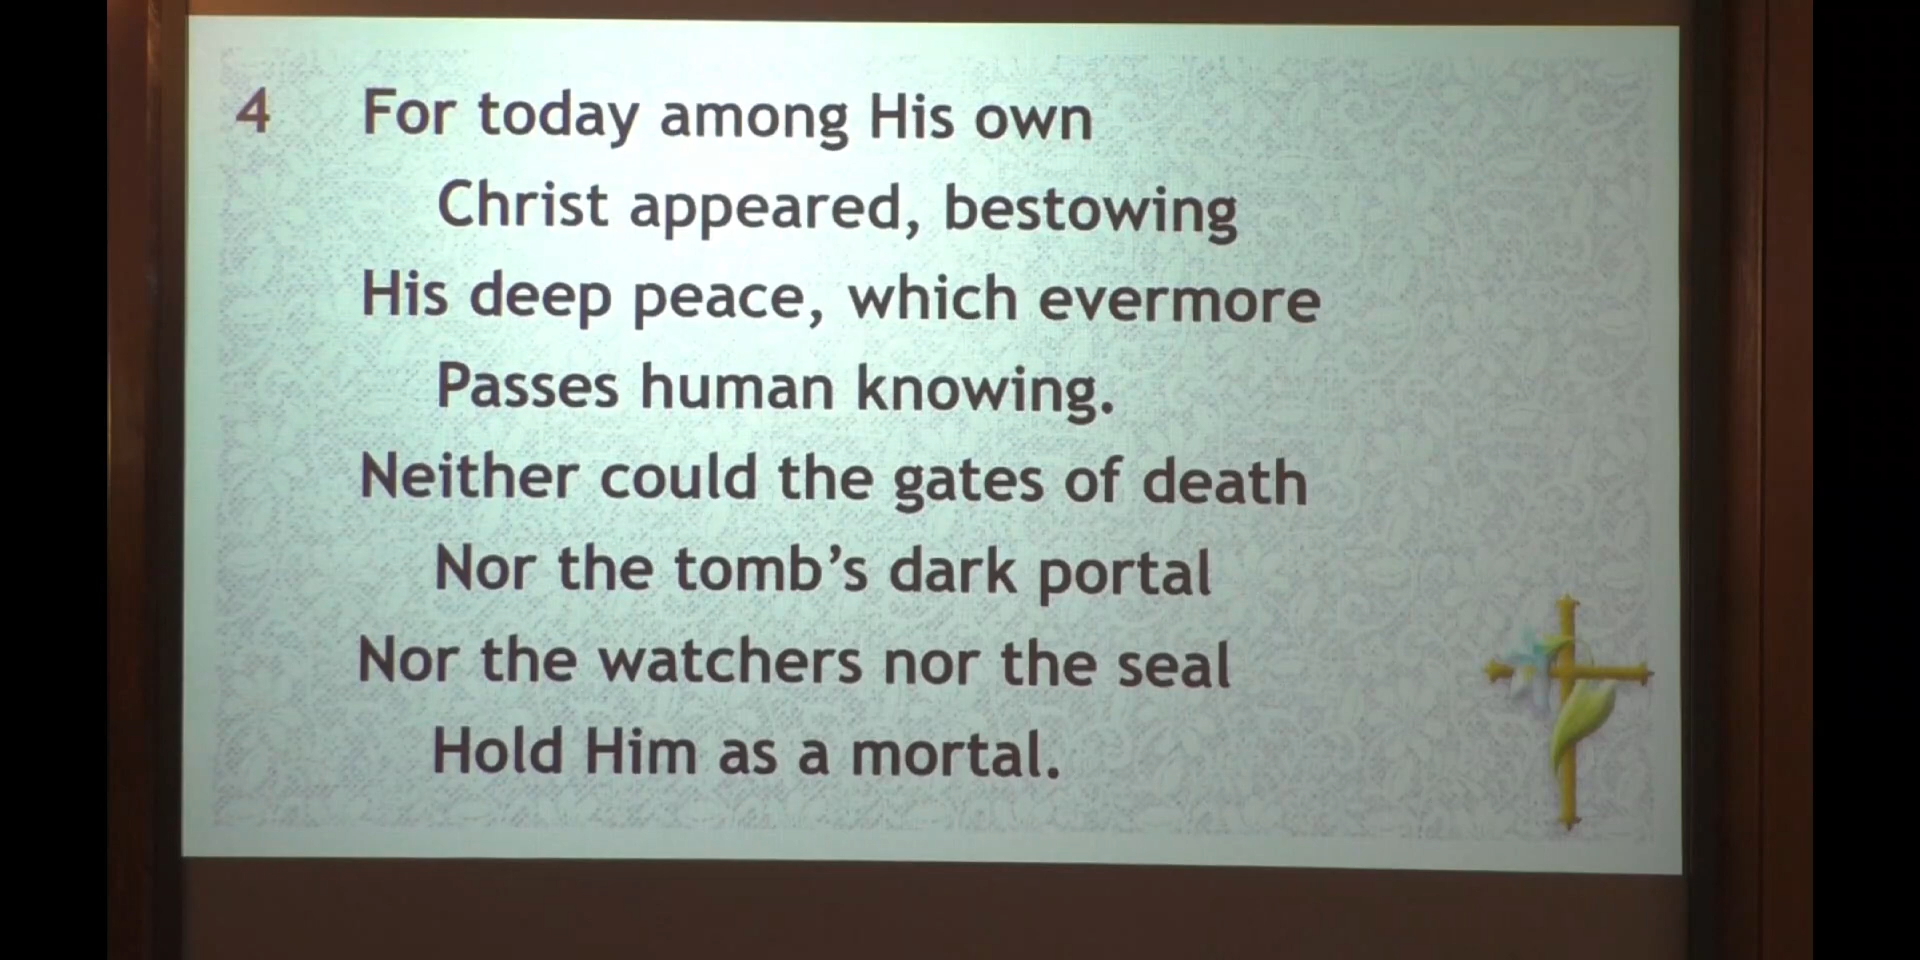 4 For today among His own
Christ appeared, bestowing
His deep peace, which evermore
Passes human knowing.
Neither could the gates of death
Nor the tomb’s dark portal
Nor the watchers nor the seal
Hold Him as a mortal.